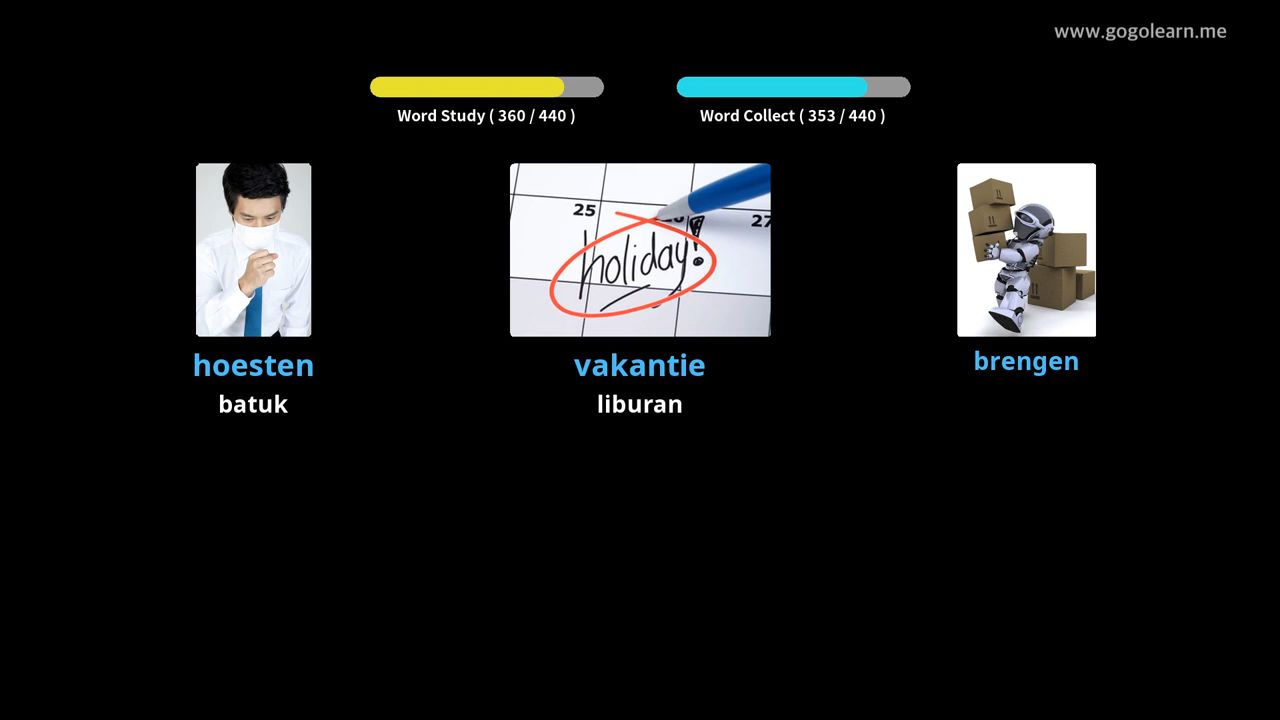 www.gogolearn.me
Word Study ( 360 / 440 )
Word Collect ( 353 / 440 )
25
27
holiday!
hoesten
vakantie
brengen
batuk
liburan